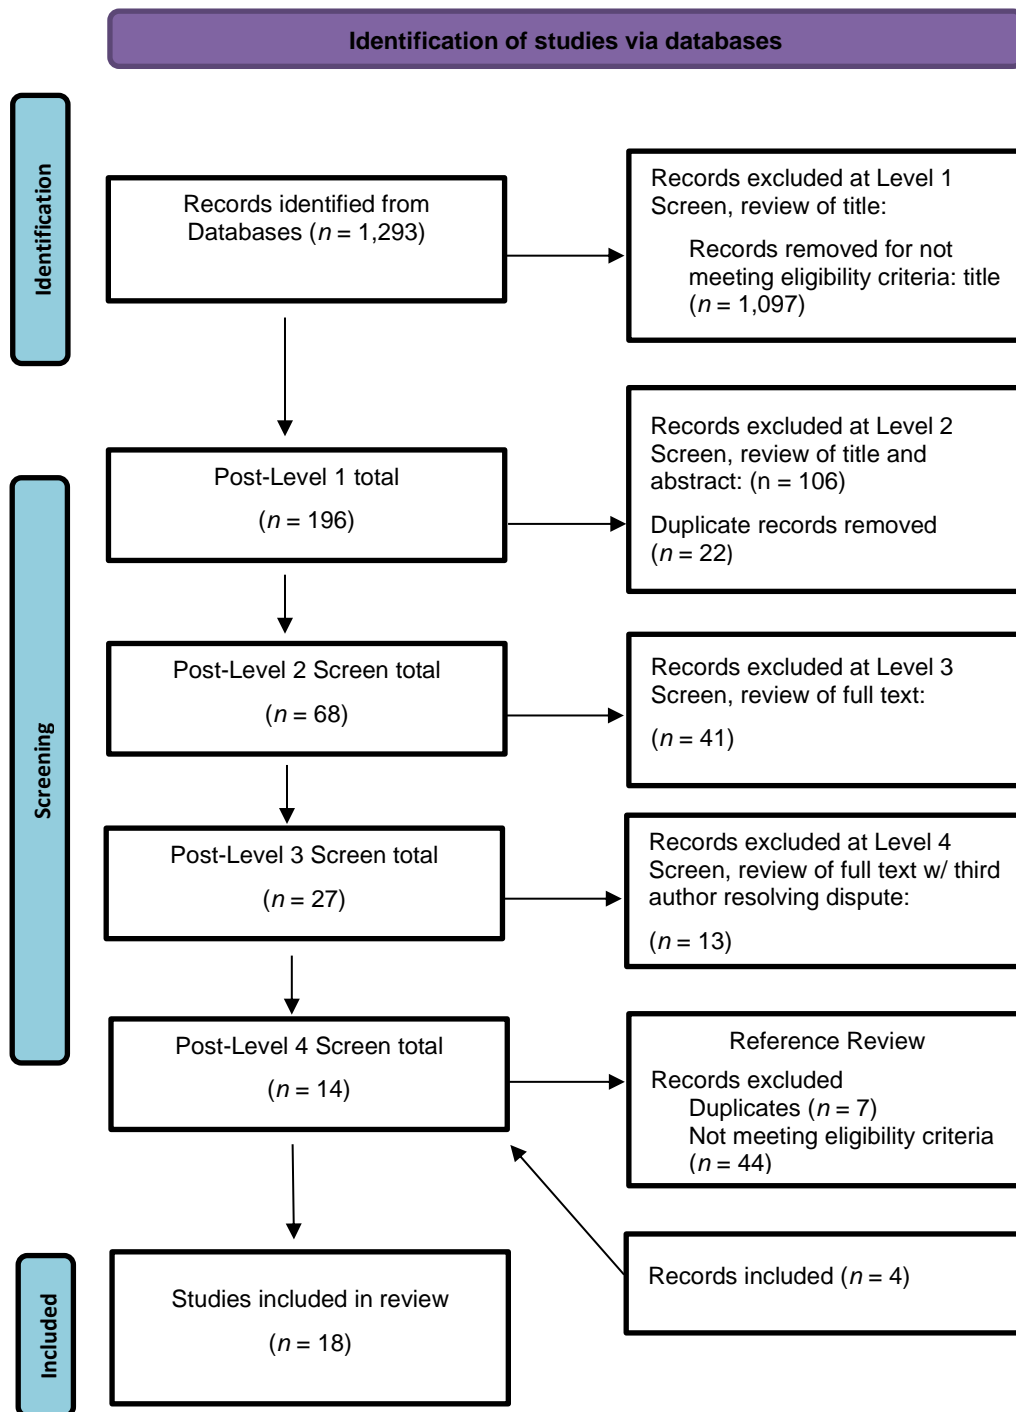 Identification of studies via databases
Identification
Records identified from
Databases (n = 1,293)
Records excluded at Level 1
Screen, review of title:
Records removed for not
meeting eligibility criteria: title
(n = 1,097)
Screening
Post-Level 1 total
(n = 196)
Records excluded at Level 2
Screen, review of title and
abstract: (n = 106)
Duplicate records removed
(n = 22)
Post-Level 2 Screen total
(n = 68)
Records excluded at Level 3
Screen, review of full text:
(n = 41)
Post-Level 3 Screen total
(n = 27)
Records excluded at Level 4
Screen, review of full text w/ third
author resolving dispute:
(n = 13)
Post-Level 4 Screen total
(n = 14)
Reference Review
Records excluded
Duplicates (n = 7)
Not meeting eligibility criteria
(n = 44)
Records included (n = 4)
Included
Studies included in review
(n = 18)